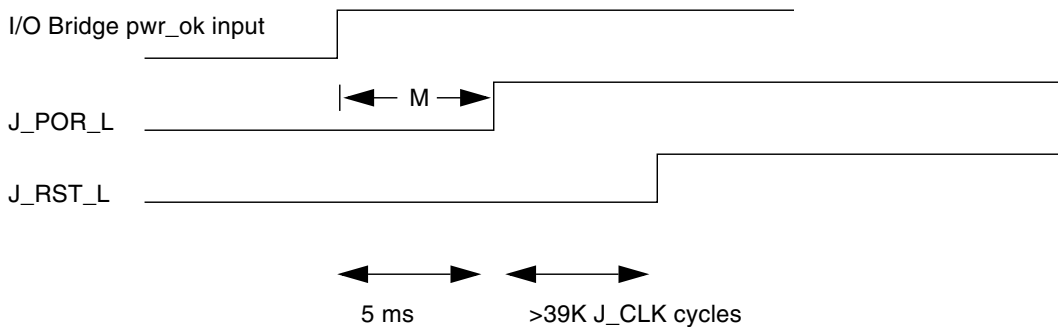 I/O Bridge pwr_ok input
M
J_POR_L
J_RST_L
5 ms
>39K J_CLK cycles